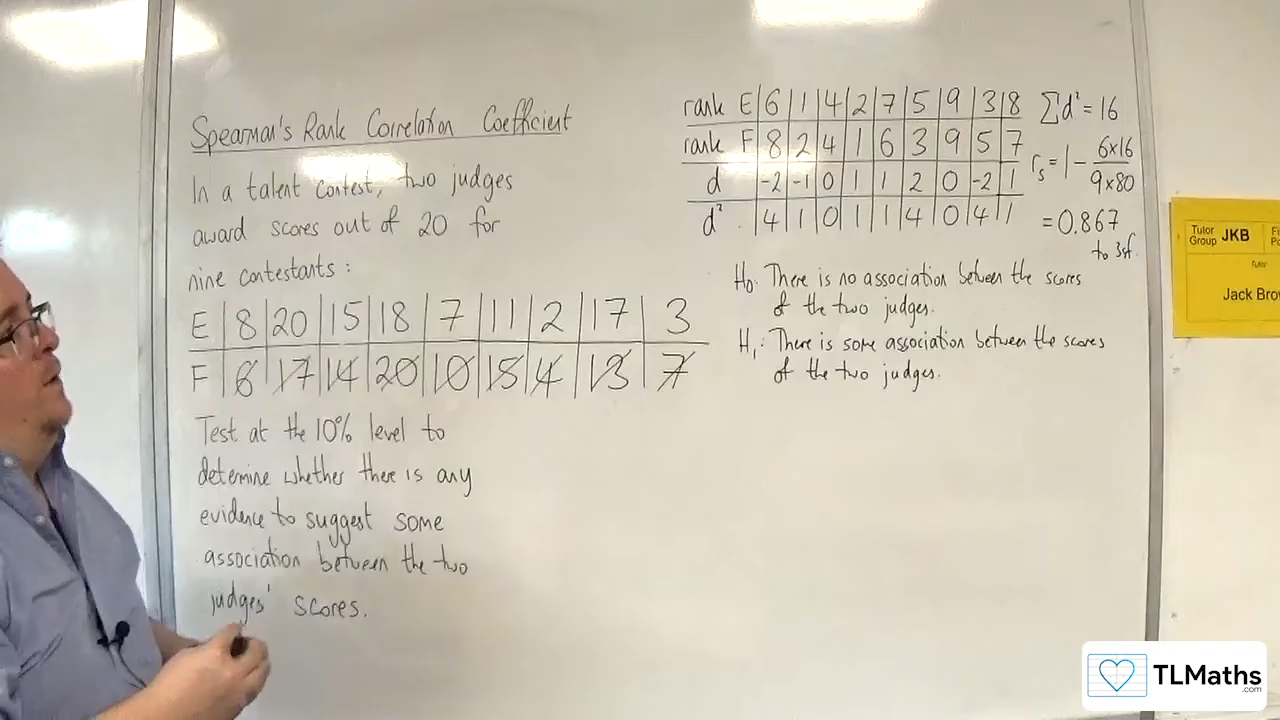 Spearman's Rank Correlation Coefficient
In a talent contest, two judges
award scores out of 20 for
nine contestants :
E 8 20 15 18 7 11 2 17 3
F 6 17 14 20 10 15 4 13 7
Test at the 10% level to
determine whether there is any
evidence to suggest some
association between the two
judges' scores.
rank E 6 1 4 2 7 5 9 3 8
rank F 8 2 4 1 6 3 9 5 7
d -2 -1 0 1 1 2 0 -2 1
d² 4 1 0 1 1 4 0 4 1
∑d² = 16
rₛ = 1 - 6×16/9×80
= 0.867
to 3sf.
H₀: There is no association between the scores
of the two judges.
H₁: There is some association between the scores
of the two judges.
Tutor
Group JKB
Tutor
TLMaths
.com